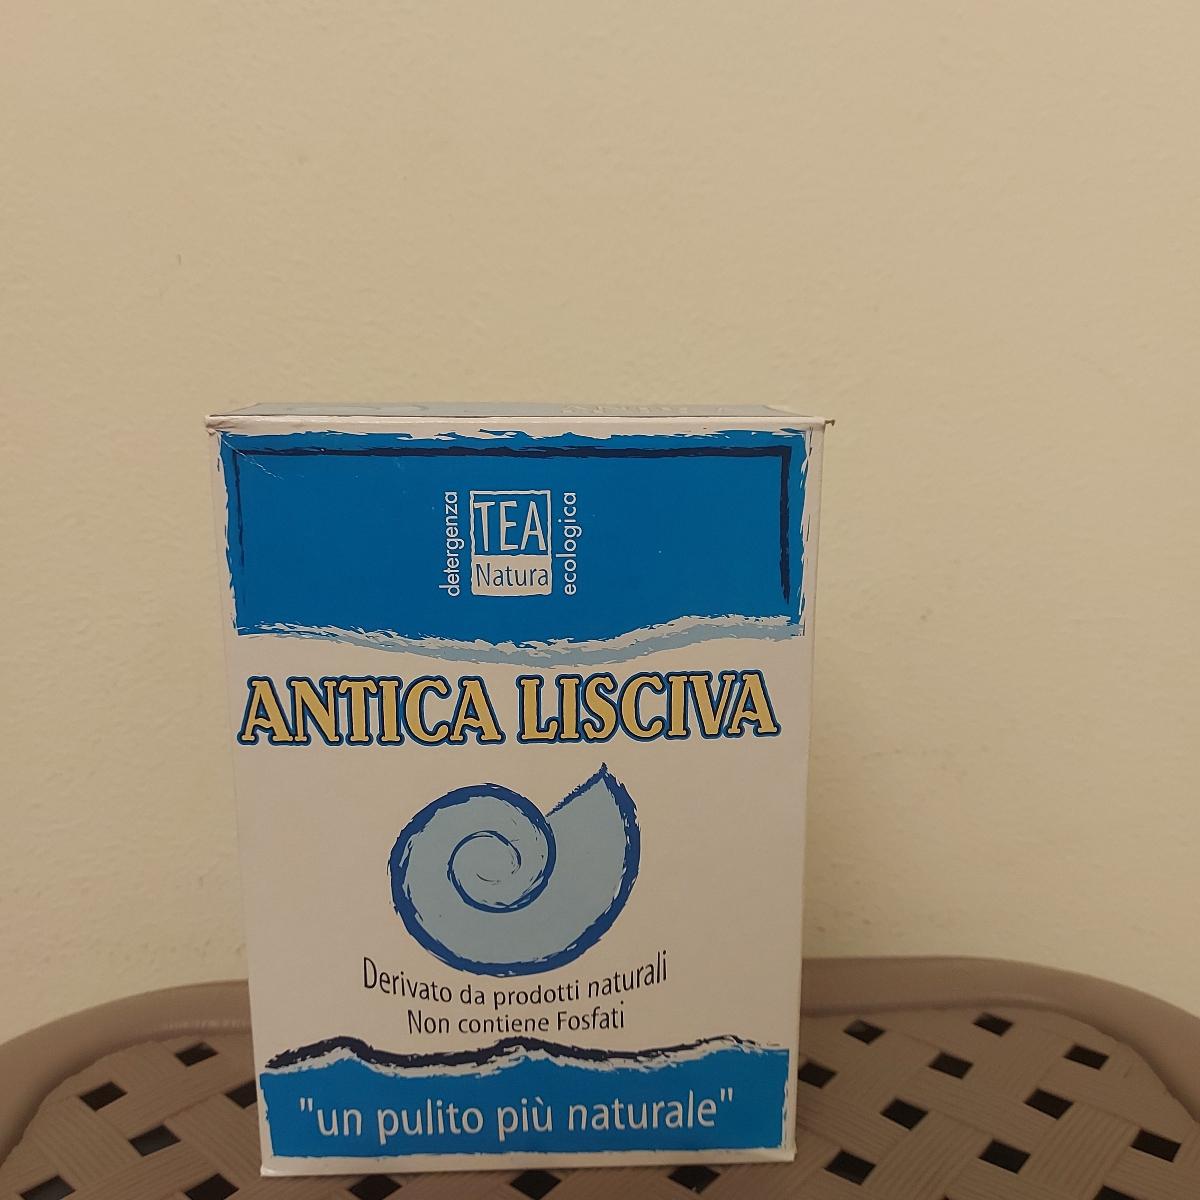 detergenza
TEA
Natura
ecologica
ANTICA LISCIVA
Derivato da prodotti naturali
Non contiene Fosfati
"un pulito più naturale"